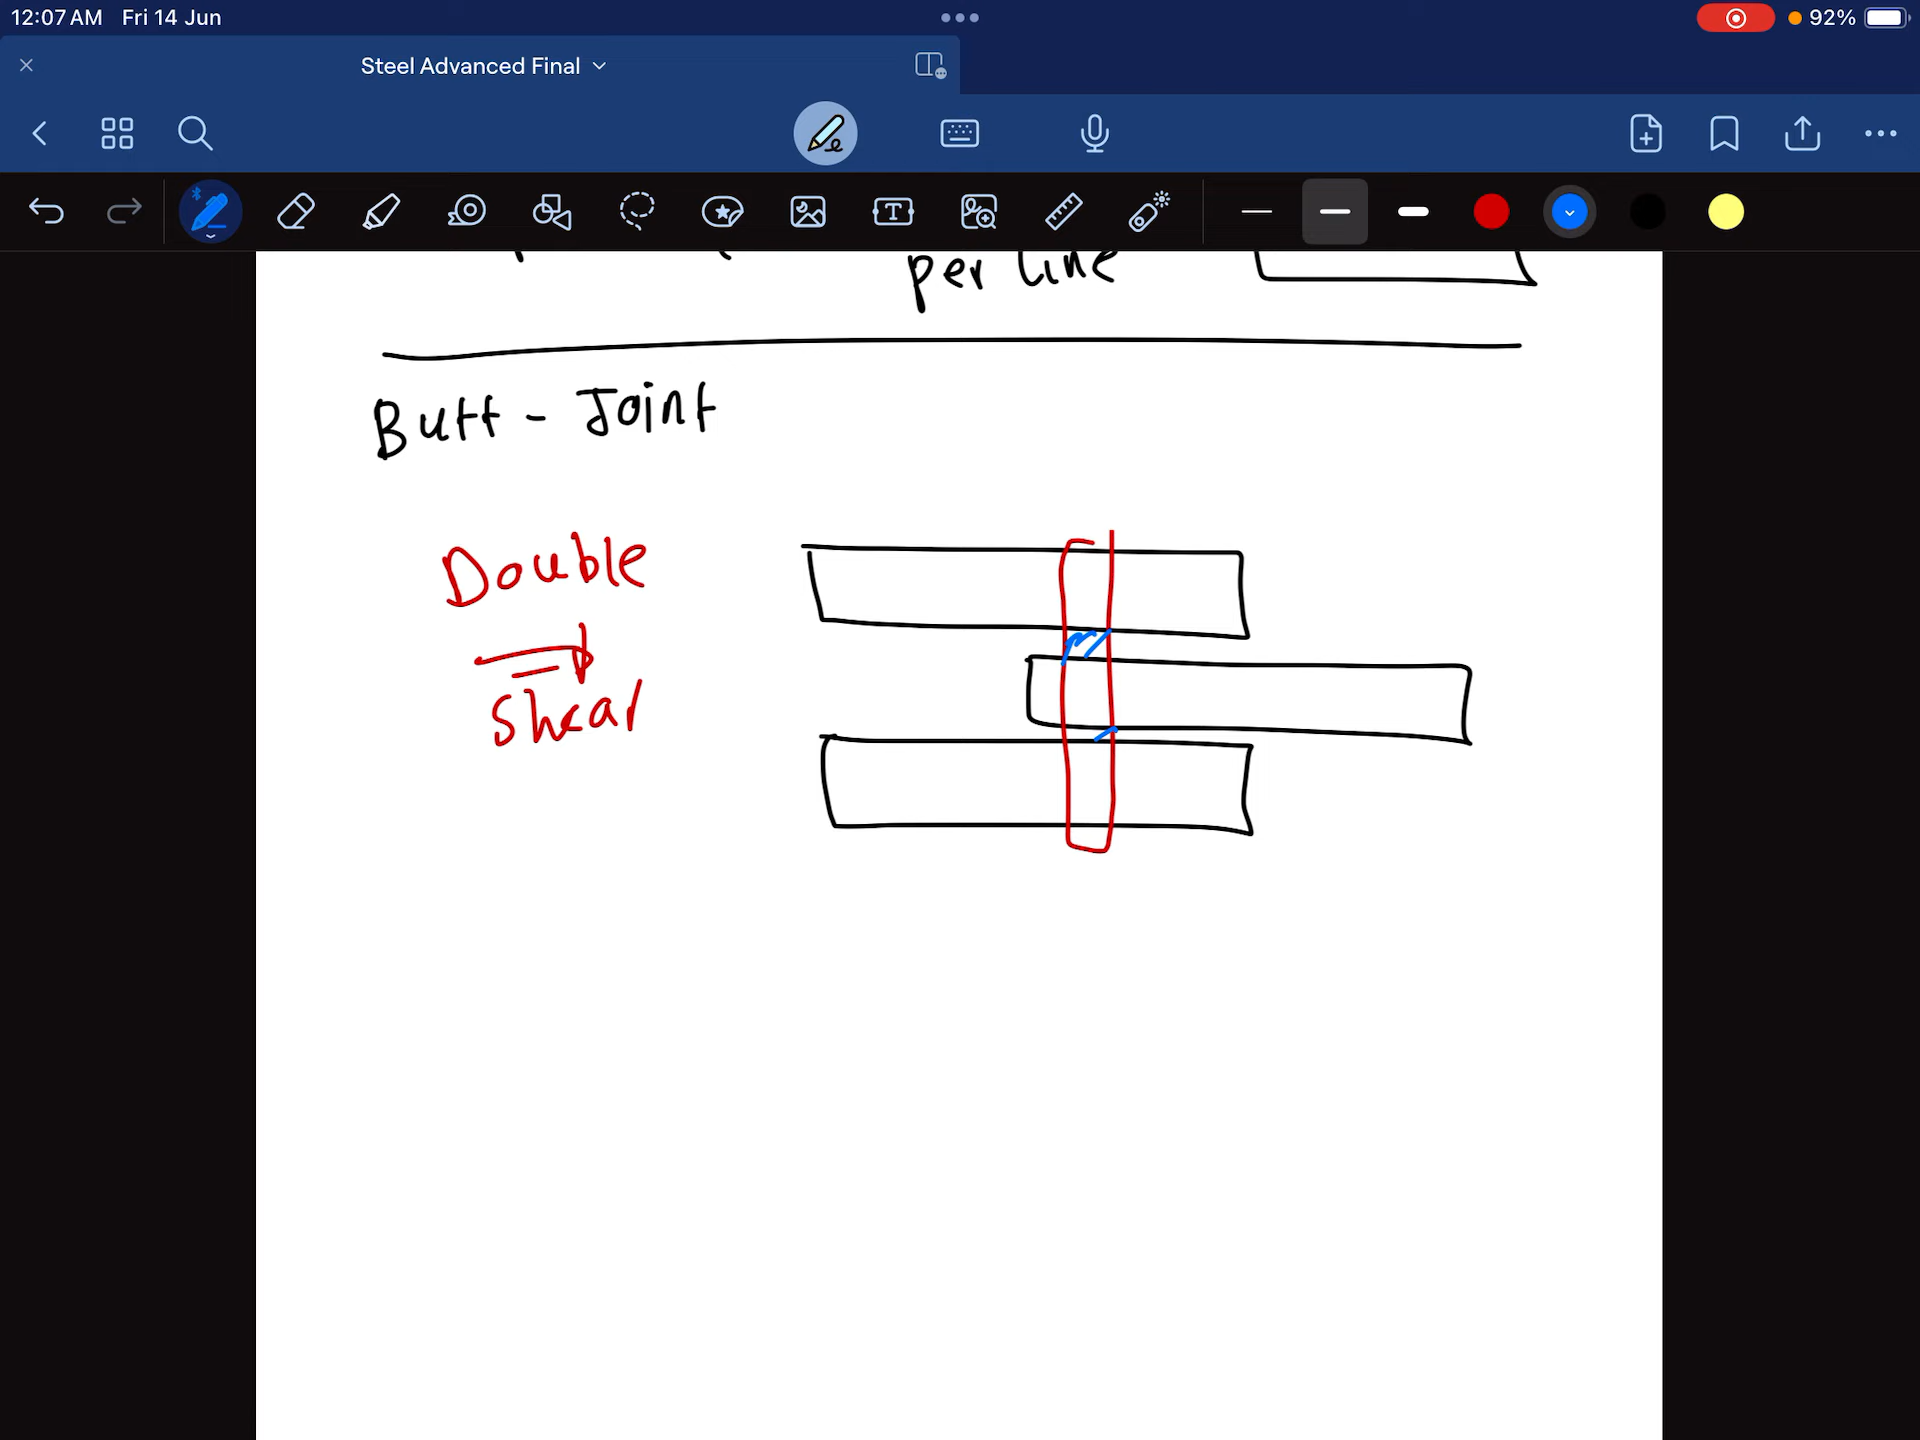 12:07 AM Fri 14 Jun
92%
Steel Advanced Final
per line
Butt - Joint
Double
Shear